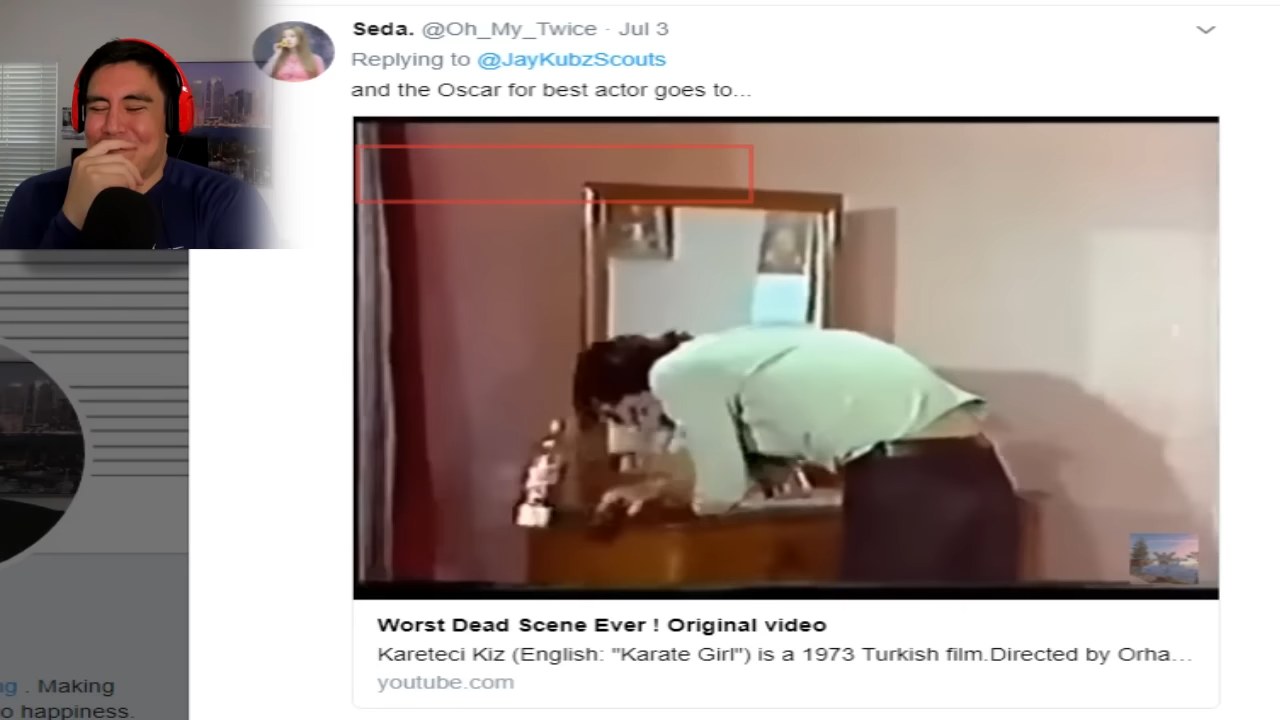 Seda. @Oh_My_Twice · Jul 3
Replying to @JayKubzScouts
and the Oscar for best actor goes to...
Worst Dead Scene Ever ! Original video
Kareteci Kiz (English: "Karate Girl") is a 1973 Turkish film.Directed by Orha...
youtube.com
. Making
o happiness.